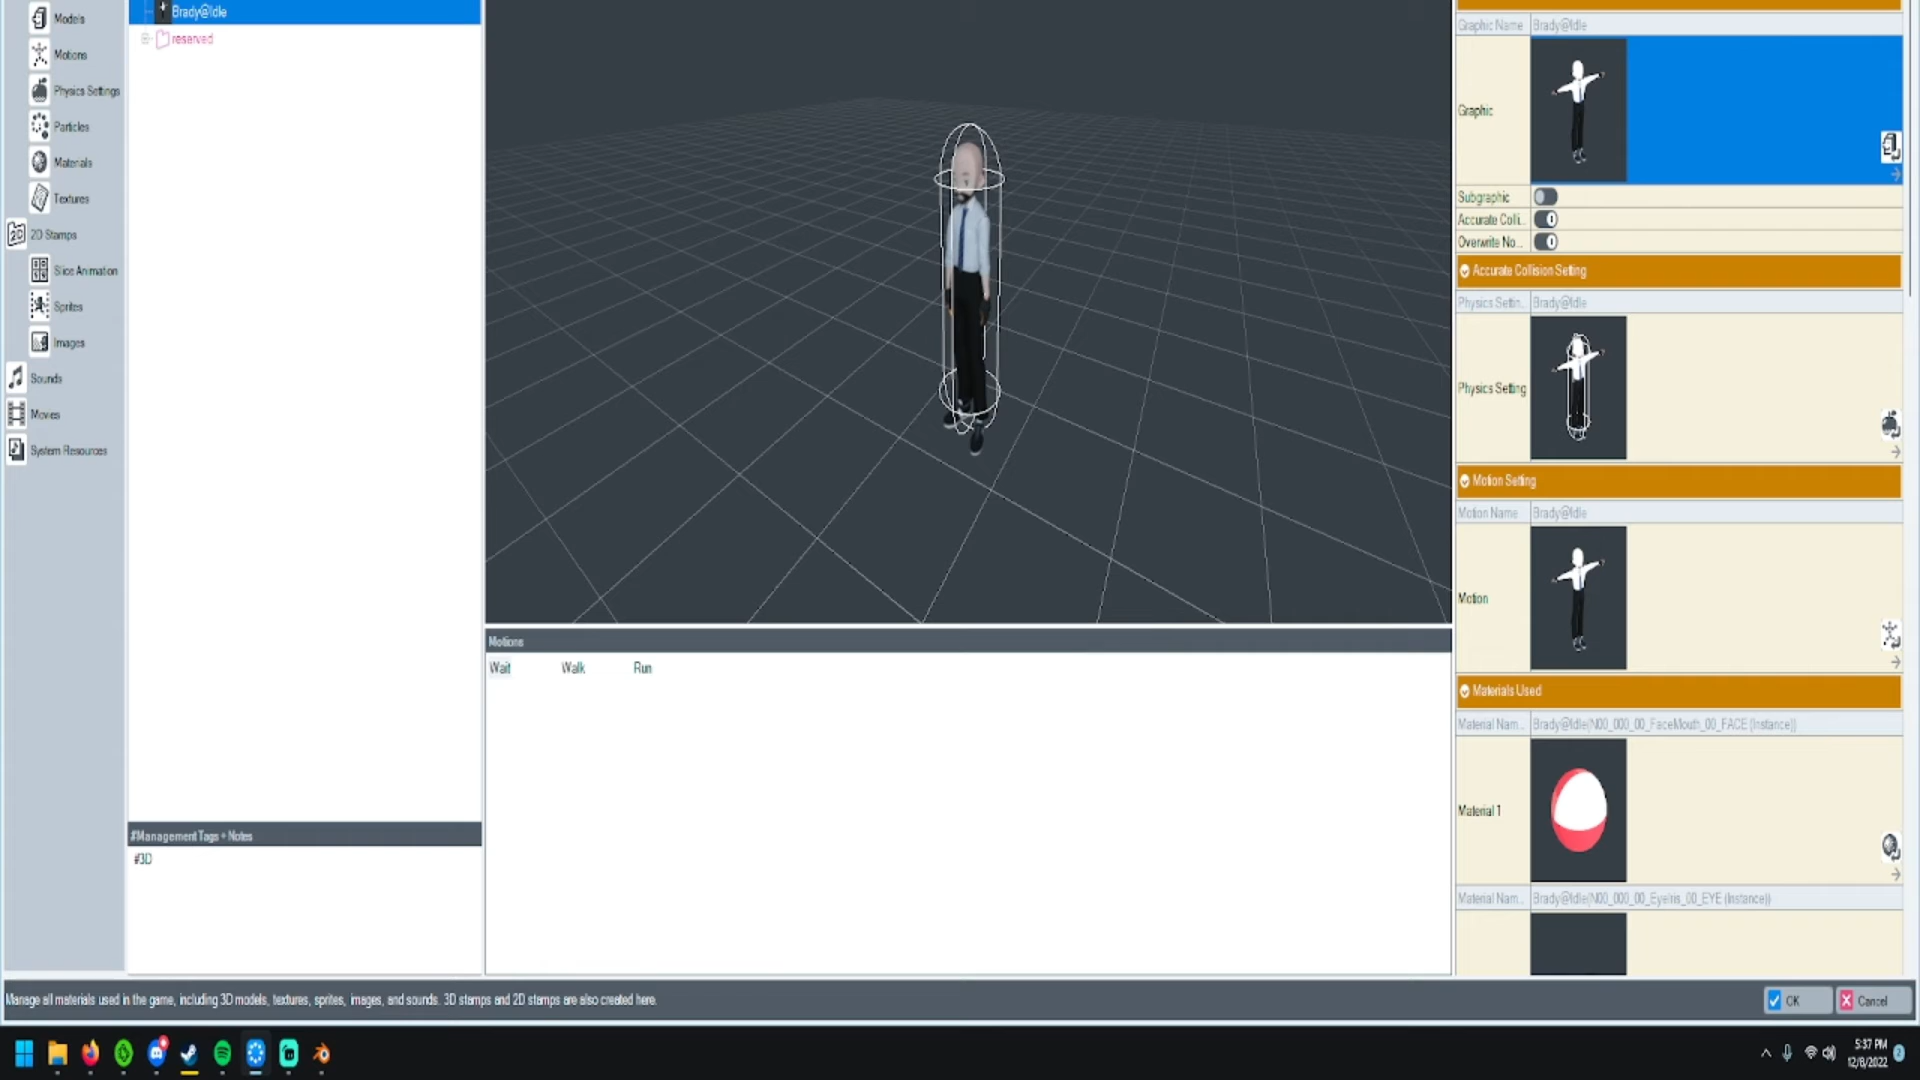 Models
Motions
Physics Settings
Particles
Materials
Textures
2D Stamps
Slice Animation
Sprites
Images
Sounds
Movies
System Resources
Brady@Idle
reserved
#Management Tags + Notes
#3D
Motions
Wait Walk Run
Graphic Name Brady@Idle
Graphic
Subgraphic
Accurate Colli...
Overwrite No...
Accurate Collision Setting
Physics Settin... Brady@Idle
Physics Setting
Motion Setting
Motion Name Brady@Idle
Motion
Materials Used
Material Nam... Brady@Idle(N00_000_00_FaceMouth_00_FACE (Instance))
Material 1
Material Nam... Brady@Idle(N00_000_00_EyeIris_00_EYE (Instance))
Manage all materials used in the game, including 3D models, textures, sprites, images, and sounds. 3D stamps and 2D stamps are also created here.
OK Cancel
5:37 PM
12/8/2022
2